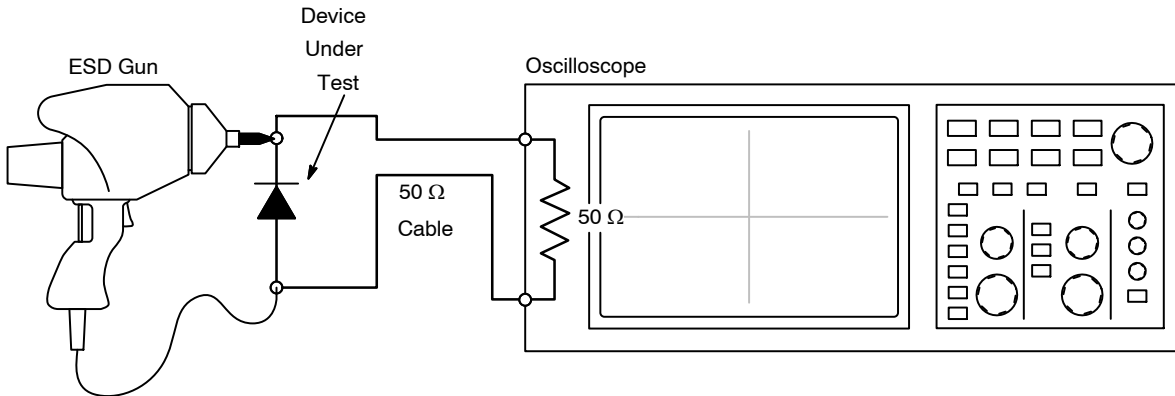 Device
Under
Test
ESD Gun
Oscilloscope
50 Ω
Cable
50 Ω